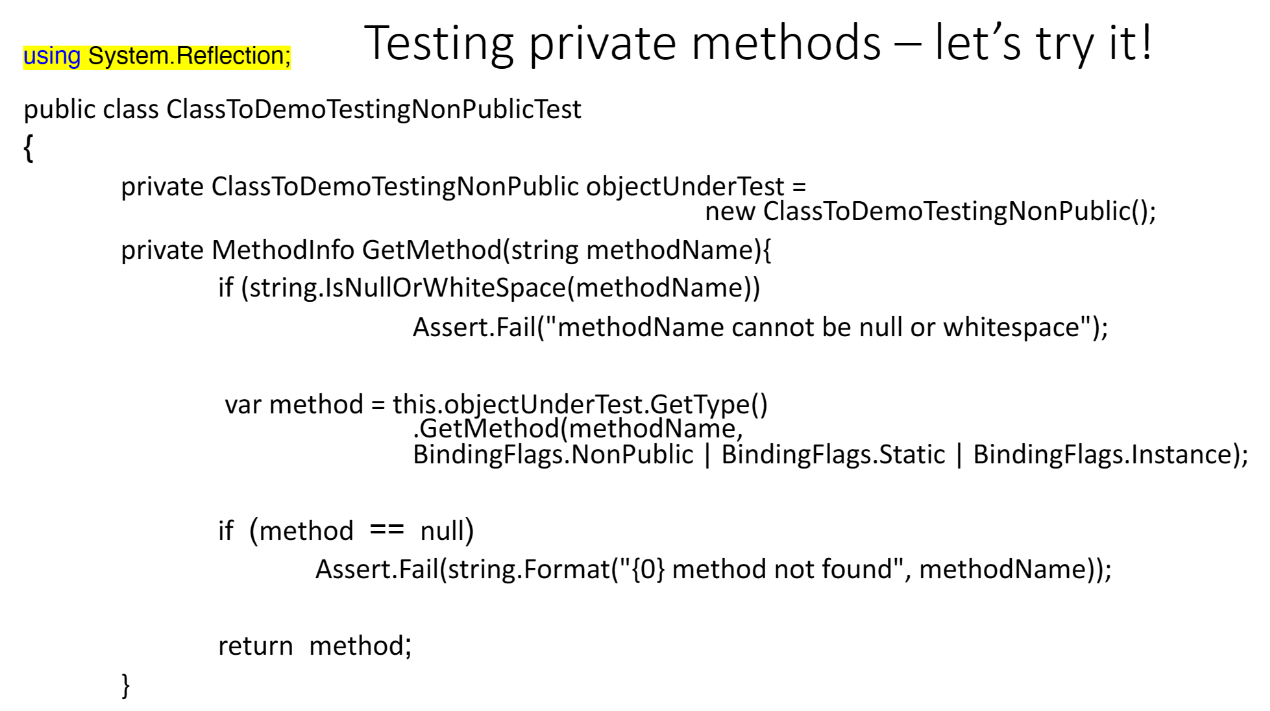 using System.Reflection;
Testing private methods – let's try it!
public class ClassToDemoTestingNonPublicTest
{
private ClassToDemoTestingNonPublic objectUnderTest =
new ClassToDemoTestingNonPublic();
private MethodInfo GetMethod(string methodName){
if (string.IsNullOrWhiteSpace(methodName))
Assert.Fail("methodName cannot be null or whitespace");
var method = this.objectUnderTest.GetType()
.GetMethod(methodName,
BindingFlags.NonPublic | BindingFlags.Static | BindingFlags.Instance);
if (method == null)
Assert.Fail(string.Format("{0} method not found", methodName));
return method;
}